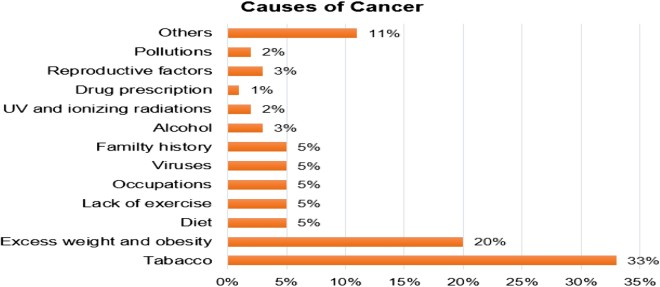 Causes of Cancer
Others 11%
Pollutions 2%
Reproductive factors 3%
Drug prescription 1%
UV and ionizing radiations 2%
Alcohol 3%
Familty history 5%
Viruses 5%
Occupations 5%
Lack of exercise 5%
Diet 5%
Excess weight and obesity 20%
Tabacco 33%
0% 5% 10% 15% 20% 25% 30% 35%